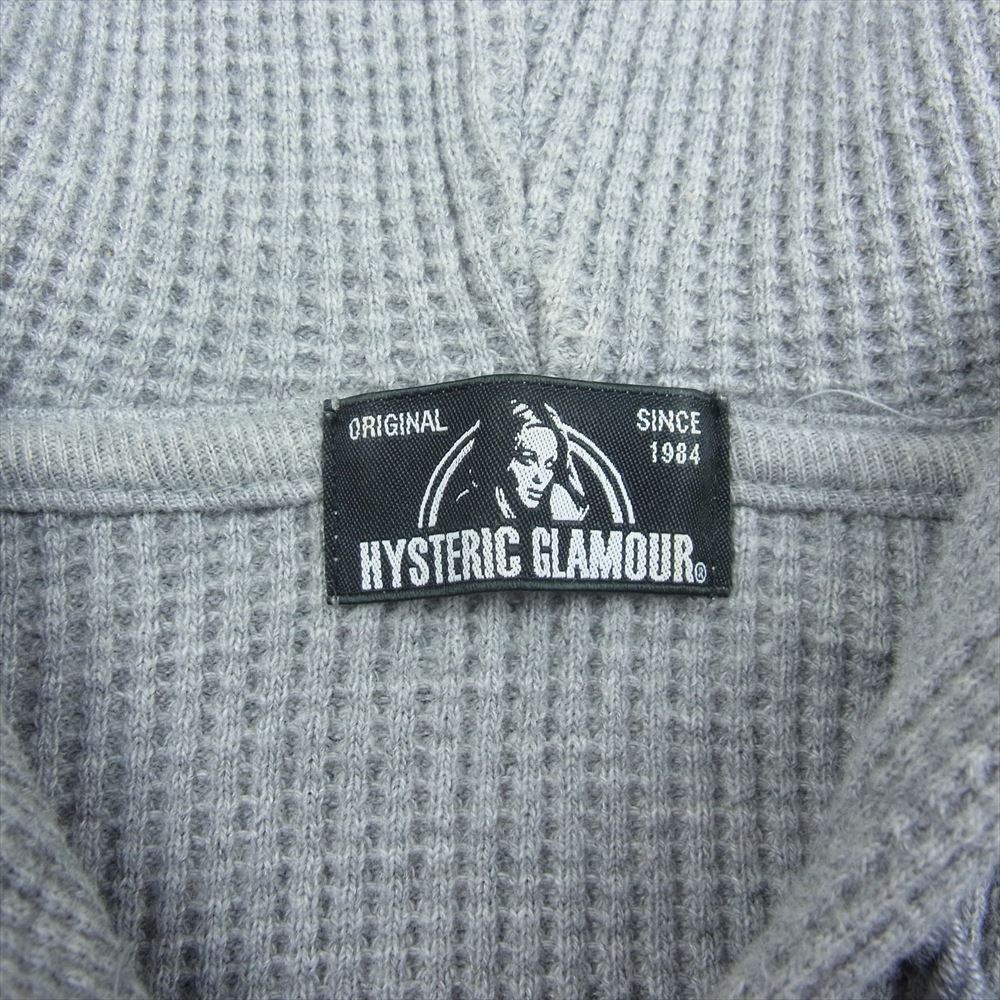 ORIGINAL
SINCE
1984
HYSTERIC GLAMOUR®